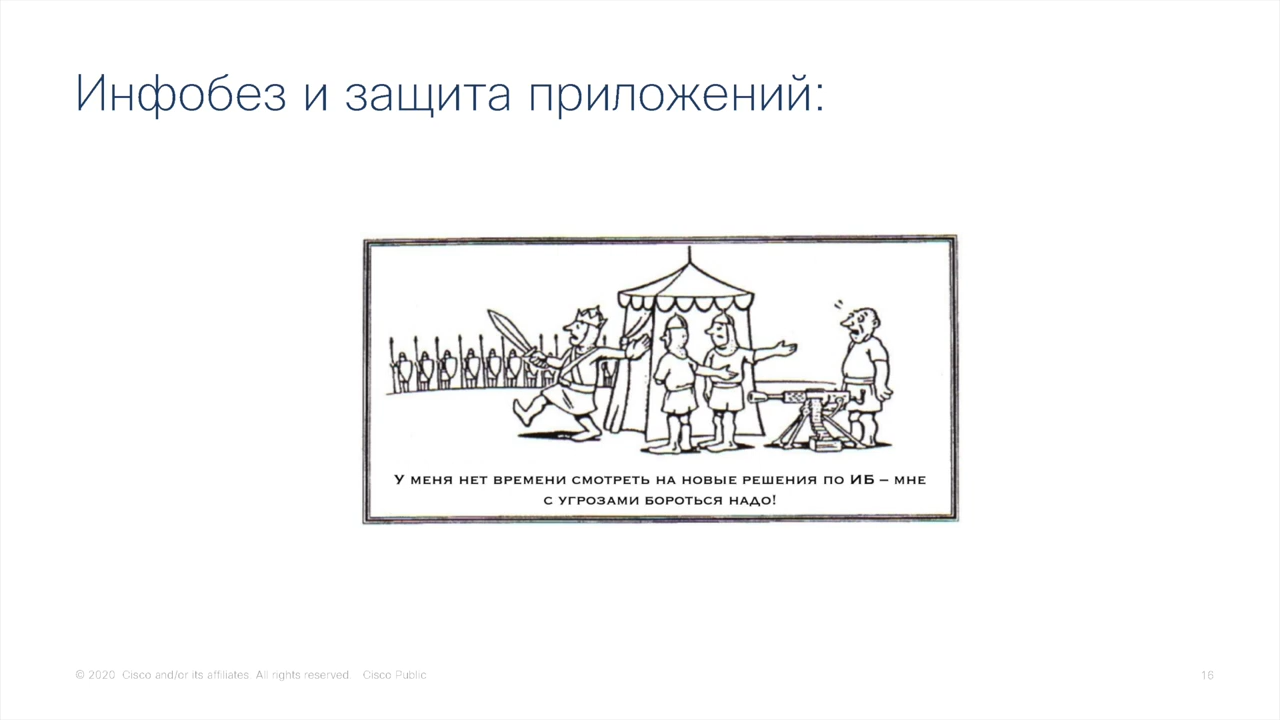 Инфобез и защита приложений:
У меня нет времени смотреть на новые решения по ИБ – мне
с угрозами бороться надо!
© 2020 Cisco and/or its affiliates. All rights reserved. Cisco Public
16